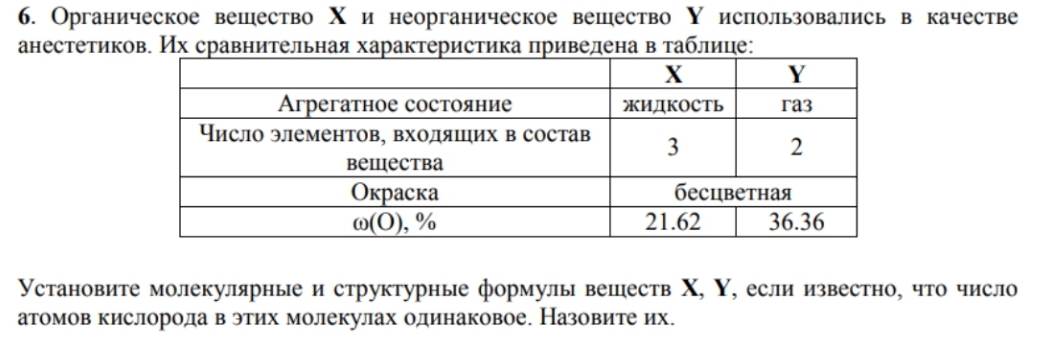 6. Органическое вещество X и неорганическое вещество Y использовались в качестве
анестетиков. Их сравнительная характеристика приведена в таблице:
X Y
Агрегатное состояние жидкость газ
Число элементов, входящих в состав
вещества 3 2
Окраска бесцветная
ω(О), % 21.62 36.36
Установите молекулярные и структурные формулы веществ X, Y, если известно, что число
атомов кислорода в этих молекулах одинаковое. Назовите их.